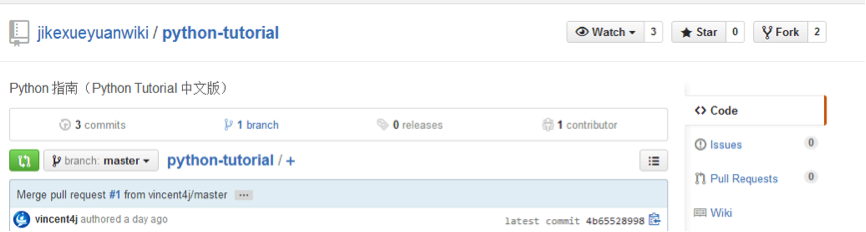 jikexueyuanwiki / python-tutorial
Watch 3 Star 0 Fork 2
Python 指南（Python Tutorial 中文版）
3 commits 1 branch 0 releases 1 contributor
branch: master python-tutorial / +
Merge pull request #1 from vincent4j/master ...
vincent4j authored a day ago latest commit 4b65528998
Code
Issues 0
Pull Requests 0
Wiki